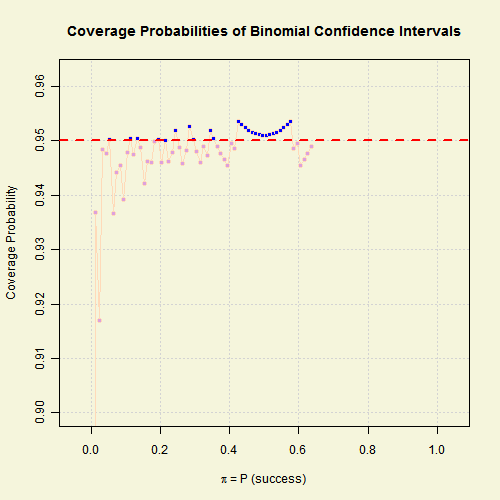 Coverage Probabilities of Binomial Confidence Intervals
Coverage Probability
0.96
0.95
0.94
0.93
0.92
0.91
0.90
0.0 0.2 0.4 0.6 0.8 1.0
π = P (success)